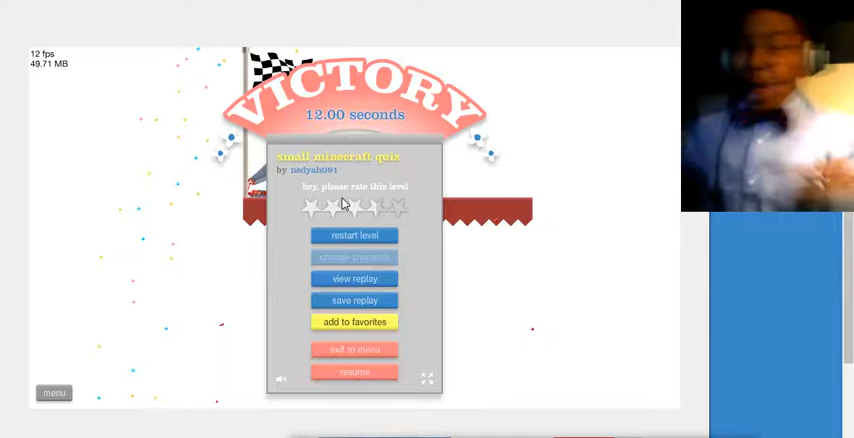 12 fps
49.71 MB
VICTORY
12.00 seconds
small minecraft quiz
by nedyah091
hey, please rate this level
restart level
change character
view replay
save replay
add to favorites
exit to menu
resume
menu